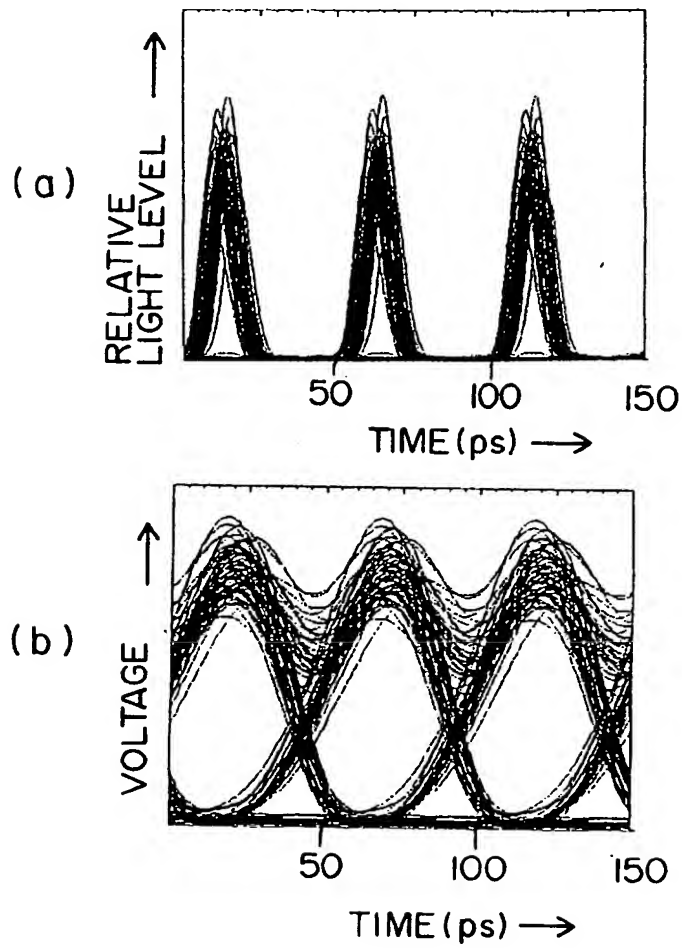 (a)
RELATIVE
LIGHT LEVEL
50
100
150
TIME (ps)
(b)
VOLTAGE
50
100
150
TIME (ps)